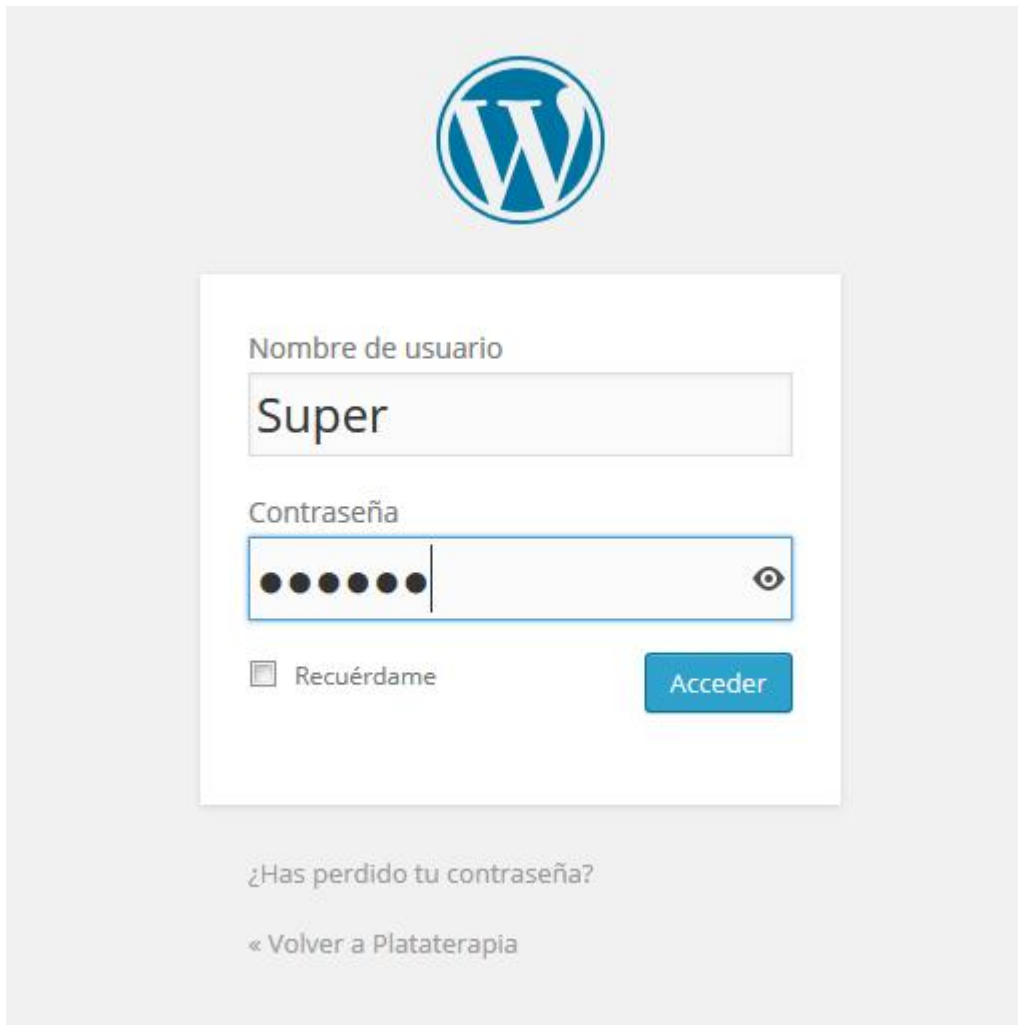 Nombre de usuario
Super
Contraseña
●●●●●●
Recuérdame
Acceder
¿Has perdido tu contraseña?
« Volver a Plataterapia